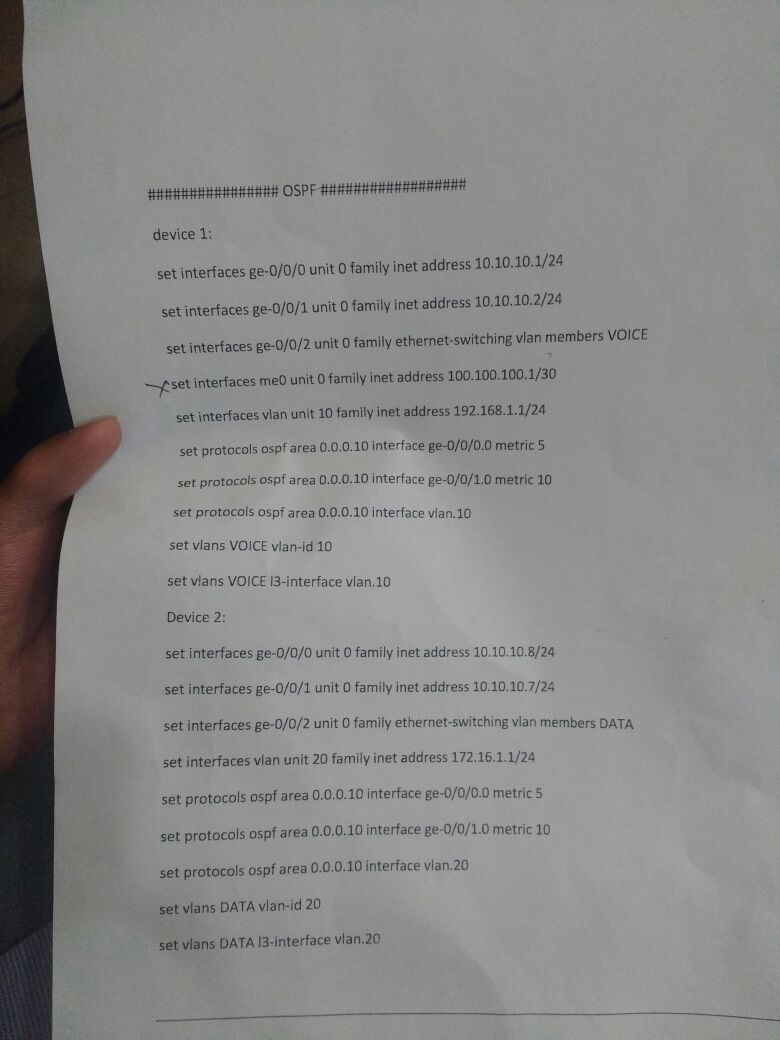 ################ OSPF ##################
device 1:
set interfaces ge-0/0/0 unit 0 family inet address 10.10.10.1/24
set interfaces ge-0/0/1 unit 0 family inet address 10.10.10.2/24
set interfaces ge-0/0/2 unit 0 family ethernet-switching vlan members VOICE
set interfaces me0 unit 0 family inet address 100.100.100.1/30
set interfaces vlan unit 10 family inet address 192.168.1.1/24
set protocols ospf area 0.0.0.10 interface ge-0/0/0.0 metric 5
set protocols ospf area 0.0.0.10 interface ge-0/0/1.0 metric 10
set protocols ospf area 0.0.0.10 interface vlan.10
set vlans VOICE vlan-id 10
set vlans VOICE l3-interface vlan.10
Device 2:
set interfaces ge-0/0/0 unit 0 family inet address 10.10.10.8/24
set interfaces ge-0/0/1 unit 0 family inet address 10.10.10.7/24
set interfaces ge-0/0/2 unit 0 family ethernet-switching vlan members DATA
set interfaces vlan unit 20 family inet address 172.16.1.1/24
set protocols ospf area 0.0.0.10 interface ge-0/0/0.0 metric 5
set protocols ospf area 0.0.0.10 interface ge-0/0/1.0 metric 10
set protocols ospf area 0.0.0.10 interface vlan.20
set vlans DATA vlan-id 20
set vlans DATA l3-interface vlan.20